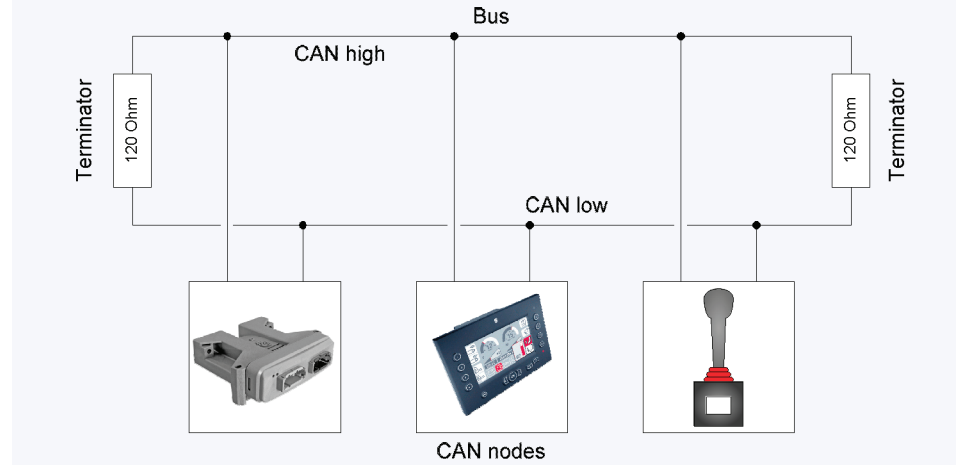 Bus
CAN high
Terminator
120 Ohm
120 Ohm
Terminator
CAN low
CAN nodes